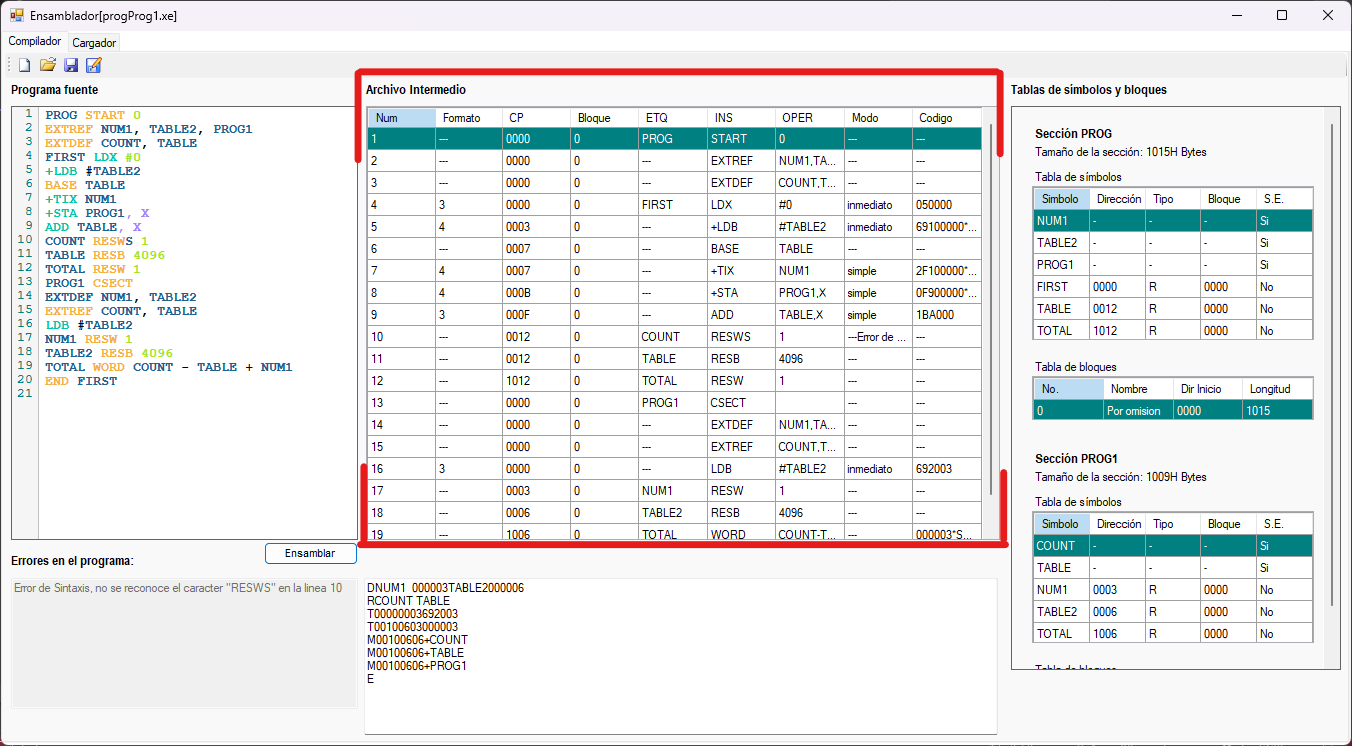 Ensamblador[progProg1.xe]
Compilador Cargador
Programa fuente
1 PROG START 0
2 EXTREF NUM1, TABLE2, PROG1
3 EXTDEF COUNT, TABLE
4 FIRST LDX #0
5 +LDB #TABLE2
6 BASE TABLE
7 +TIX NUM1
8 +STA PROG1, X
9 ADD TABLE, X
10 COUNT RESWS 1
11 TABLE RESB 4096
12 TOTAL RESW 1
13 PROG1 CSECT
14 EXTDEF NUM1, TABLE2
15 EXTREF COUNT, TABLE
16 LDB #TABLE2
17 NUM1 RESW 1
18 TABLE2 RESB 4096
19 TOTAL WORD COUNT - TABLE + NUM1
20 END FIRST
21
Ensamblar
Errores en el programa:
Error de Sintaxis, no se reconoce el caracter "RESWS" en la linea 10
Archivo Intermedio
Num Formato CP Bloque ETQ INS OPER Modo Codigo
1 --- 0000 0 PROG START 0 --- ---
2 --- 0000 0 --- EXTREF NUM1,TA... --- ---
3 --- 0000 0 --- EXTDEF COUNT,T... --- ---
4 3 0000 0 FIRST LDX #0 inmediato 050000
5 4 0003 0 --- +LDB #TABLE2 inmediato 69100000*...
6 --- 0007 0 --- BASE TABLE --- ---
7 4 0007 0 --- +TIX NUM1 simple 2F100000*...
8 4 000B 0 --- +STA PROG1,X simple 0F900000*...
9 3 000F 0 --- ADD TABLE,X simple 1BA000
10 --- 0012 0 COUNT RESWS 1 ---Error de ... ---
11 --- 0012 0 TABLE RESB 4096 --- ---
12 --- 1012 0 TOTAL RESW 1 --- ---
13 --- 0000 0 PROG1 CSECT --- ---
14 --- 0000 0 --- EXTDEF NUM1,TA... --- ---
15 --- 0000 0 --- EXTREF COUNT,T... --- ---
16 3 0000 0 --- LDB #TABLE2 inmediato 692003
17 --- 0003 0 NUM1 RESW 1 --- ---
18 --- 0006 0 TABLE2 RESB 4096 --- ---
19 --- 1006 0 TOTAL WORD COUNT-T... --- 000003*S...
DNUM1 000003TABLE2000006
RCOUNT TABLE
T00000003692003
T00100603000003
M00100606+COUNT
M00100606+TABLE
M00100606+PROG1
E
Tablas de simbolos y bloques
Sección PROG
Tamaño de la sección: 1015H Bytes
Tabla de símbolos
Simbolo Dirección Tipo Bloque S.E.
NUM1 - - - Si
TABLE2 - - - Si
PROG1 - - - Si
FIRST 0000 R 0000 No
TABLE 0012 R 0000 No
TOTAL 1012 R 0000 No
Tabla de bloques
No. Nombre Dir Inicio Longitud
0 Por omision 0000 1015
Sección PROG1
Tamaño de la sección: 1009H Bytes
Tabla de símbolos
Simbolo Dirección Tipo Bloque S.E.
COUNT - - - Si
TABLE - - - Si
NUM1 0003 R 0000 No
TABLE2 0006 R 0000 No
TOTAL 1006 R 0000 No
Tabla de bloques